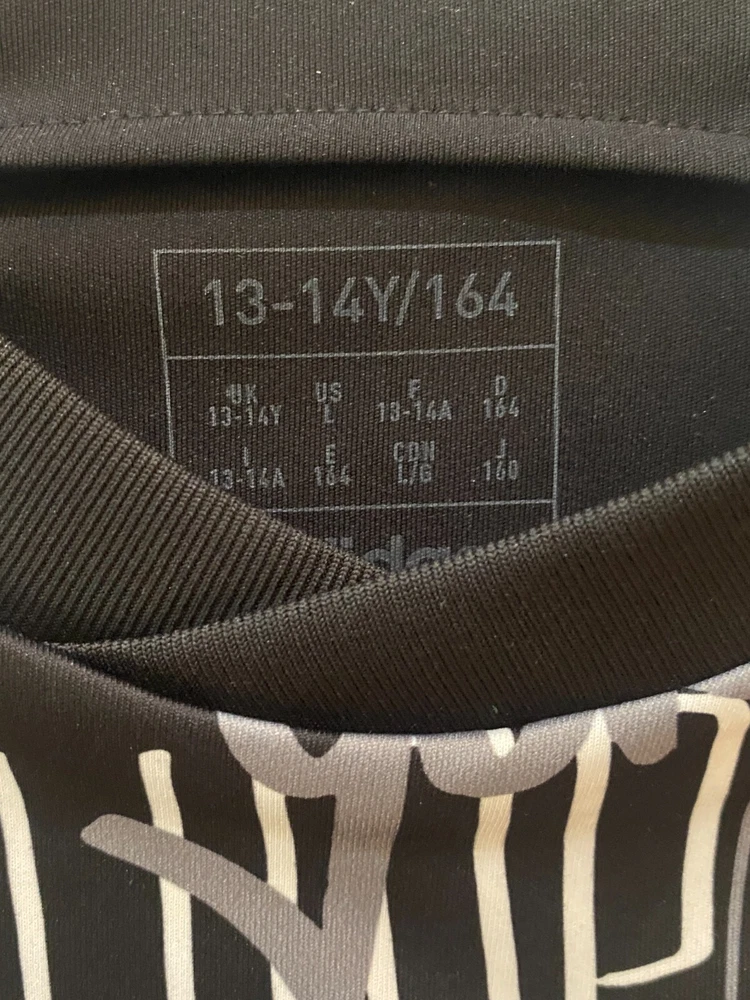 13-14Y/164
UK US F D
13-14Y L 13-14A 164
I E CDN J
13-14A 164 L/G 160